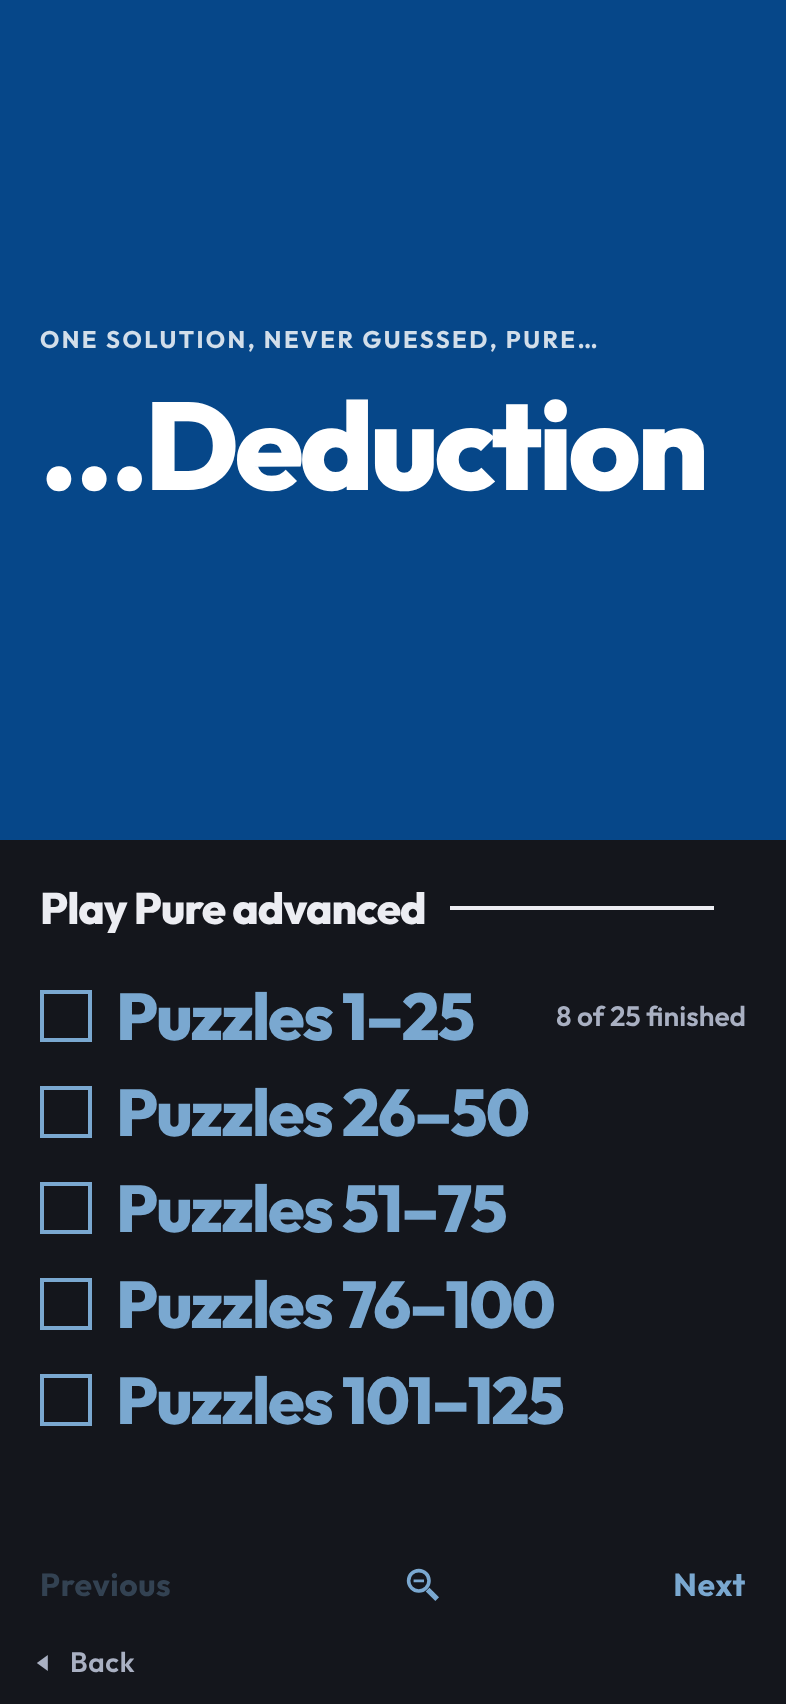 ONE SOLUTION, NEVER GUESSED, PURE…
…Deduction
Play Pure advanced
Puzzles 1–25
8 of 25 finished
Puzzles 26–50
Puzzles 51–75
Puzzles 76–100
Puzzles 101–125
Previous
Next
Back